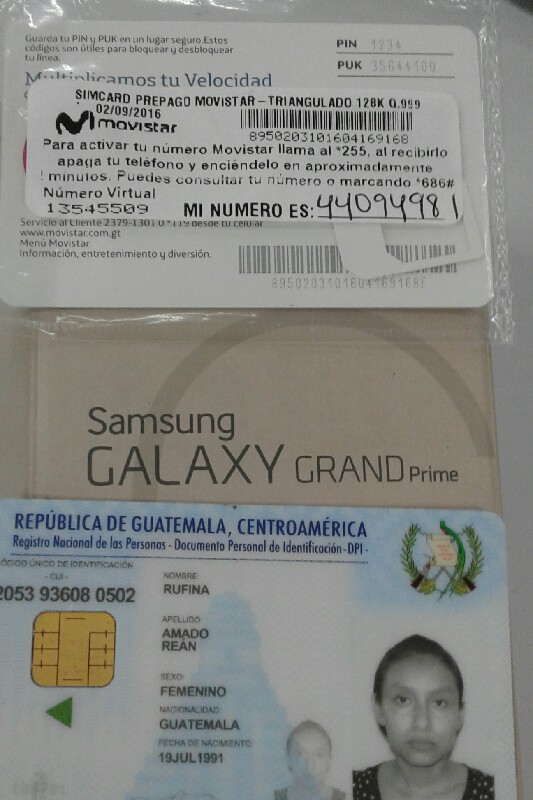 Guarda tu PIN y PUK en un lugar seguro.Estos
códigos son útiles para bloquear y desbloquear
tu línea.
PIN 1234
PUK 35644100
Multiplicamos tu Velocidad
SIMCARD PREPAGO MOVISTAR - TRIANGULADO 128K Q.999
02/09/2016
movistar
8950203101604169168
Para activar tu número Movistar llama al *255, al recibirlo
apaga tu teléfono y enciéndelo en aproximadamente
minutos. Puedes consultar tu número o marcando *686#
Número Virtual
13545509
MI NUMERO ES: 44094981
Servicio al Cliente 2379-1301 0 *119 desde tu celular
www.movistar.com.gt
Menú Movistar
Información, entretenimiento y diversión.
8950203101604169168F
Samsung
GALAXY GRAND Prime
REPÚBLICA DE GUATEMALA, CENTROAMÉRICA
Registro Nacional de las Personas - Documento Personal de Identificación -DPI -
CÓDIGO ÚNICO DE IDENTIFICACIÓN
- CUI -
2053 93608 0502
NOMBRE:
RUFINA
APELLIDO:
AMADO
REÁN
SEXO:
FEMENINO
NACIONALIDAD:
GUATEMALA
FECHA DE NACIMIENTO:
19JUL1991